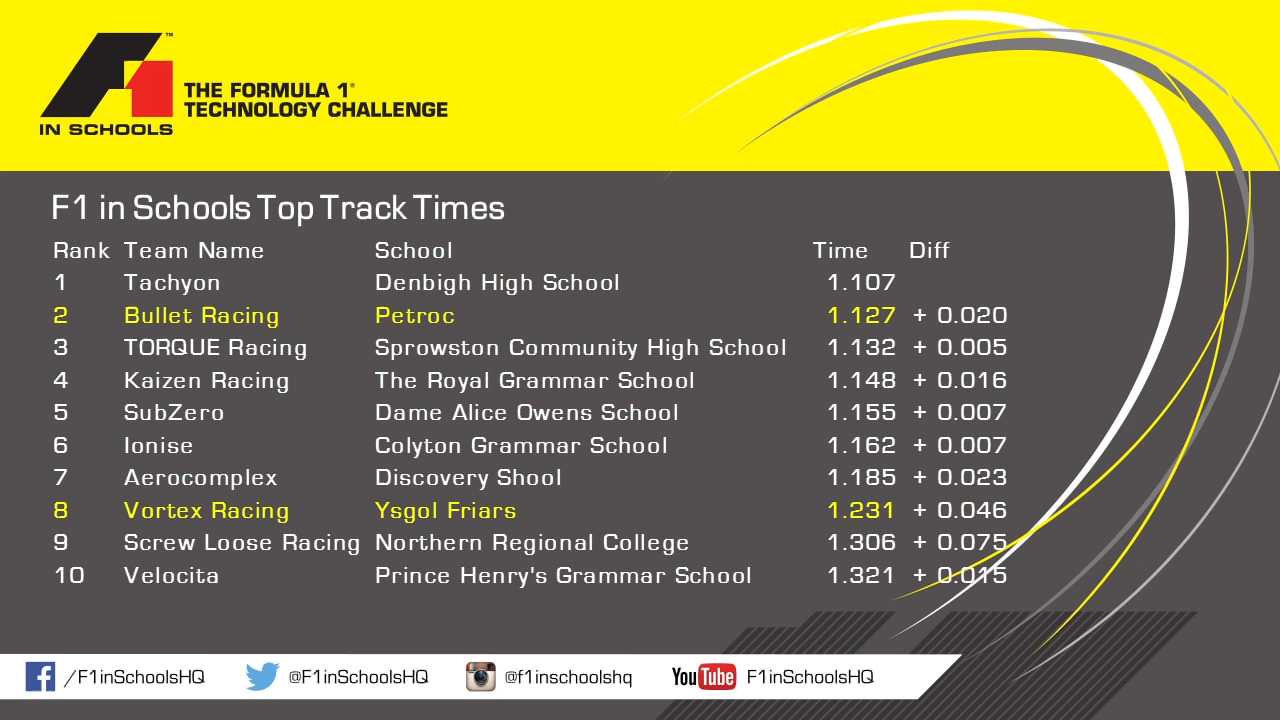 THE FORMULA 1®
TECHNOLOGY CHALLENGE
F1 ™
IN SCHOOLS
F1 in Schools Top Track Times
Rank Team Name School Time Diff
1 Tachyon Denbigh High School 1.107
2 Bullet Racing Petroc 1.127 + 0.020
3 TORQUE Racing Sprowston Community High School 1.132 + 0.005
4 Kaizen Racing The Royal Grammar School 1.148 + 0.016
5 SubZero Dame Alice Owens School 1.155 + 0.007
6 Ionise Colyton Grammar School 1.162 + 0.007
7 Aerocomplex Discovery Shool 1.185 + 0.023
8 Vortex Racing Ysgol Friars 1.231 + 0.046
9 Screw Loose Racing Northern Regional College 1.306 + 0.075
10 Velocita Prince Henry's Grammar School 1.321 + 0.015
/F1inSchoolsHQ @F1inSchoolsHQ @f1inschoolshq YouTube F1inSchoolsHQ